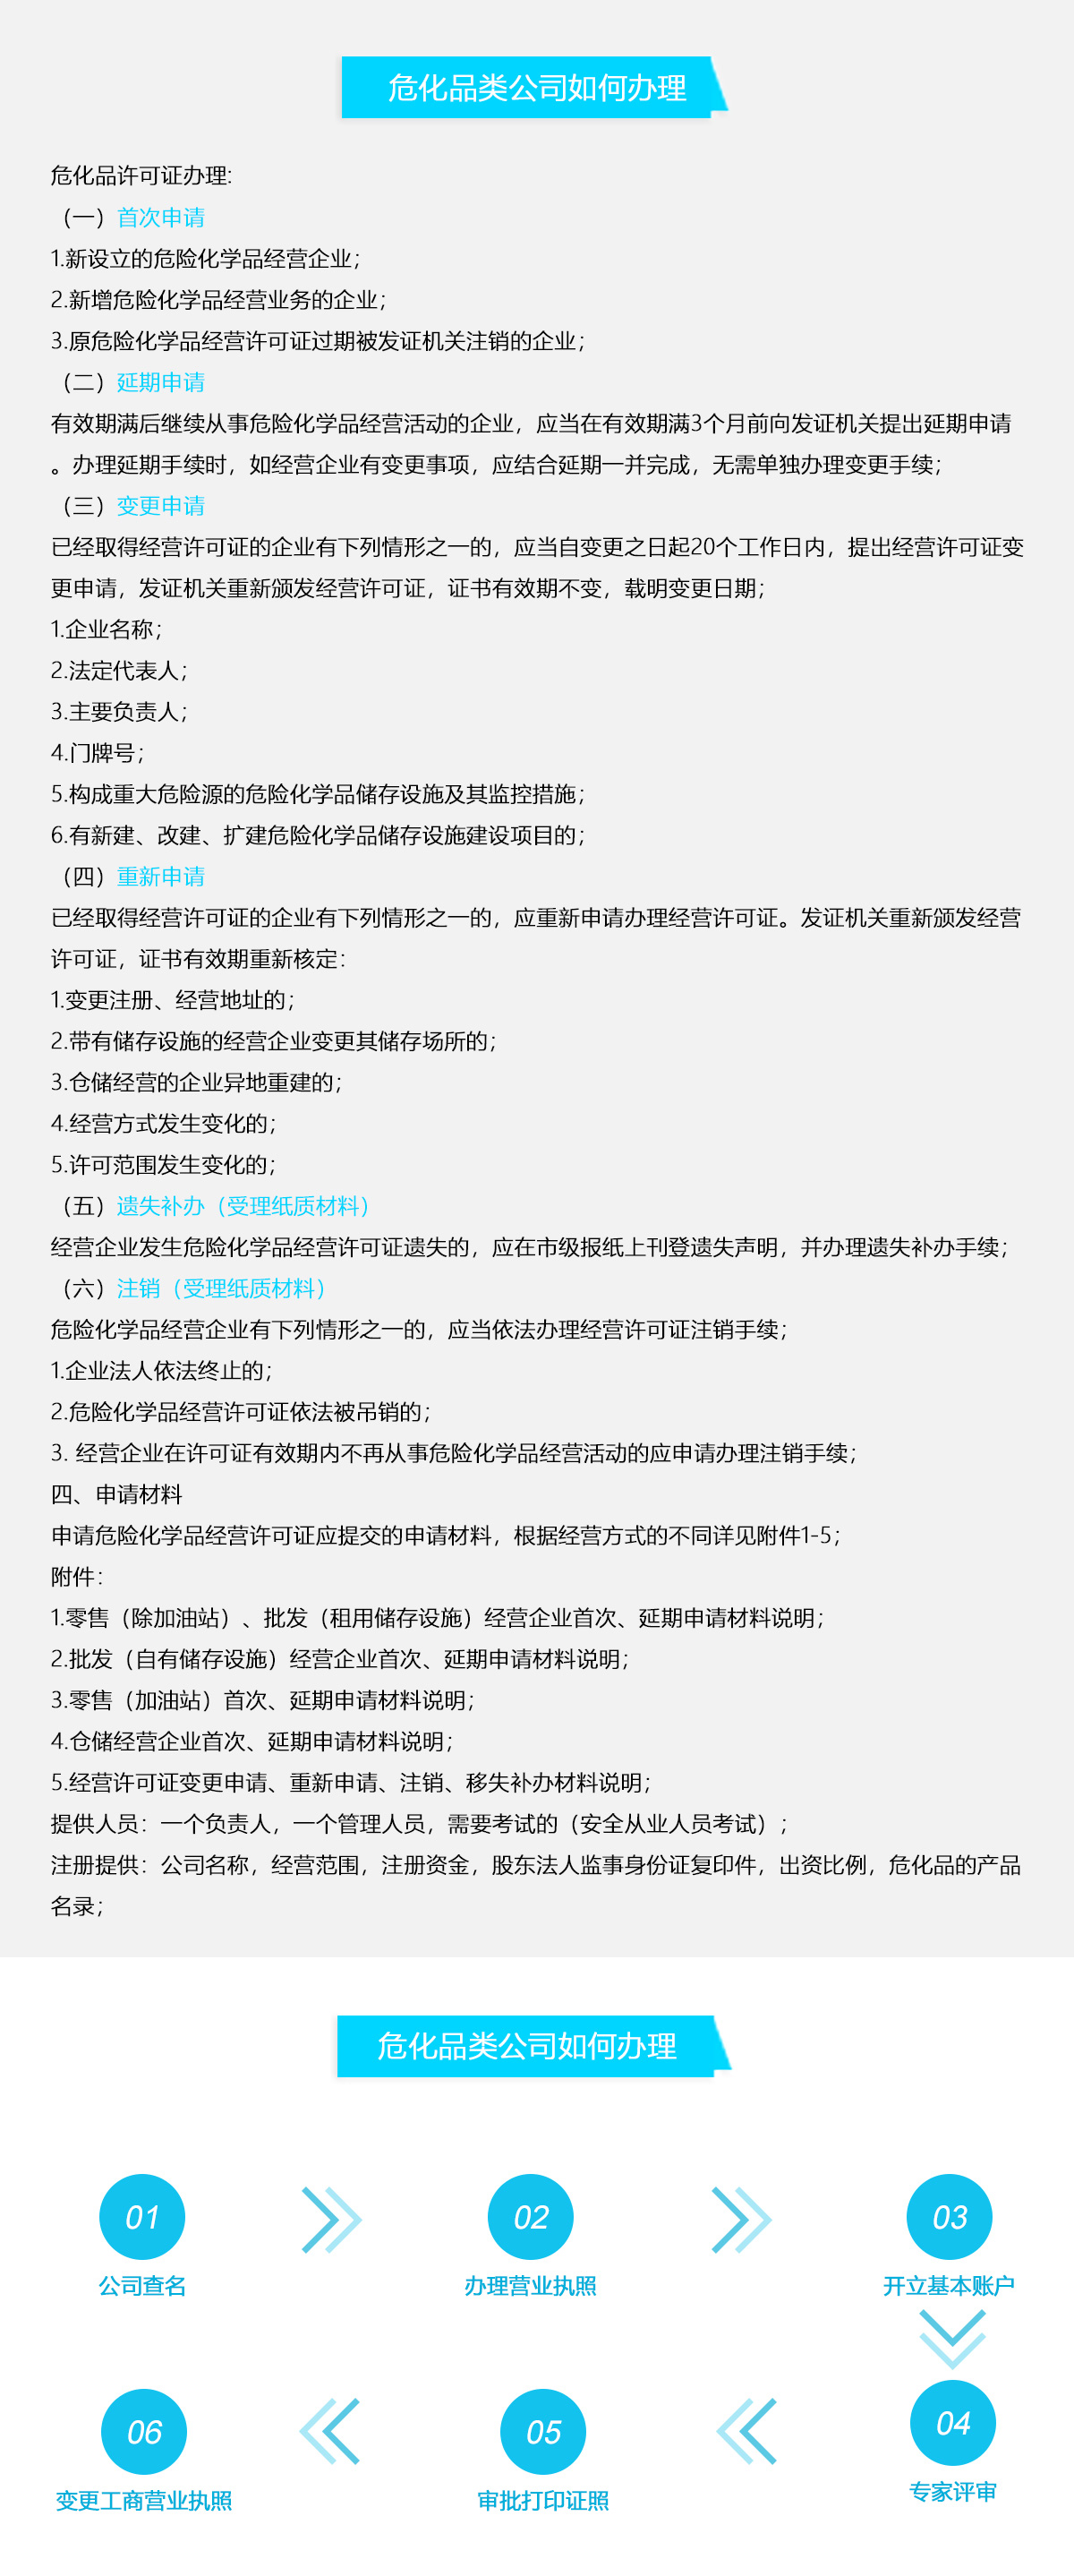 危化品类公司如何办理
危化品许可证办理:
（一）首次申请
1.新设立的危险化学品经营企业；
2.新增危险化学品经营业务的企业；
3.原危险化学品经营许可证过期被发证机关注销的企业；
（二）延期申请
有效期满后继续从事危险化学品经营活动的企业，应当在有效期满3个月前向发证机关提出延期申请
。办理延期手续时，如经营企业有变更事项，应结合延期一并完成，无需单独办理变更手续；
（三）变更申请
已经取得经营许可证的企业有下列情形之一的，应当自变更之日起20个工作日内，提出经营许可证变
更申请，发证机关重新颁发经营许可证，证书有效期不变，载明变更日期；
1.企业名称；
2.法定代表人；
3.主要负责人；
4.门牌号；
5.构成重大危险源的危险化学品储存设施及其监控措施；
6.有新建、改建、扩建危险化学品储存设施建设项目的；
（四）重新申请
已经取得经营许可证的企业有下列情形之一的，应重新申请办理经营许可证。发证机关重新颁发经营
许可证，证书有效期重新核定：
1.变更注册、经营地址的；
2.带有储存设施的经营企业变更其储存场所的；
3.仓储经营的企业异地重建的；
4.经营方式发生变化的；
5.许可范围发生变化的；
（五）遗失补办（受理纸质材料）
经营企业发生危险化学品经营许可证遗失的，应在市级报纸上刊登遗失声明，并办理遗失补办手续；
（六）注销（受理纸质材料）
危险化学品经营企业有下列情形之一的，应当依法办理经营许可证注销手续；
1.企业法人依法终止的；
2.危险化学品经营许可证依法被吊销的；
3. 经营企业在许可证有效期内不再从事危险化学品经营活动的应申请办理注销手续；
四、申请材料
申请危险化学品经营许可证应提交的申请材料，根据经营方式的不同详见附件1-5；
附件：
1.零售（除加油站）、批发（租用储存设施）经营企业首次、延期申请材料说明；
2.批发（自有储存设施）经营企业首次、延期申请材料说明；
3.零售（加油站）首次、延期申请材料说明；
4.仓储经营企业首次、延期申请材料说明；
5.经营许可证变更申请、重新申请、注销、移失补办材料说明；
提供人员：一个负责人，一个管理人员，需要考试的（安全从业人员考试）；
注册提供：公司名称，经营范围，注册资金，股东法人监事身份证复印件，出资比例，危化品的产品
名录；
危化品类公司如何办理
01
公司查名
02
办理营业执照
03
开立基本账户
04
专家评审
05
审批打印证照
06
变更工商营业执照